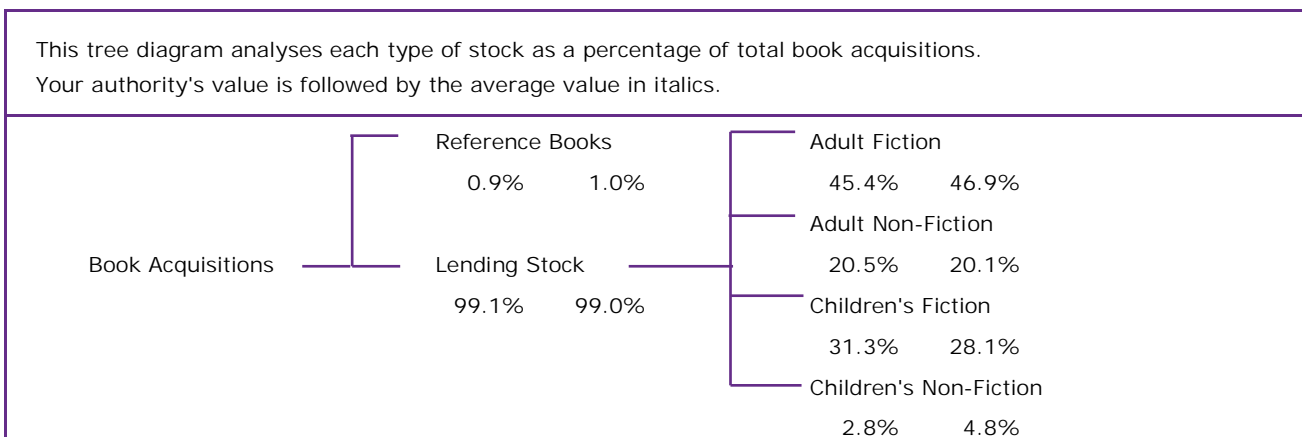 This tree diagram analyses each type of stock as a percentage of total book acquisitions.
Your authority's value is followed by the average value in italics.
Reference Books
0.9% 1.0%
Book Acquisitions
Lending Stock
99.1% 99.0%
Adult Fiction
45.4% 46.9%
Adult Non-Fiction
20.5% 20.1%
Children's Fiction
31.3% 28.1%
Children's Non-Fiction
2.8% 4.8%